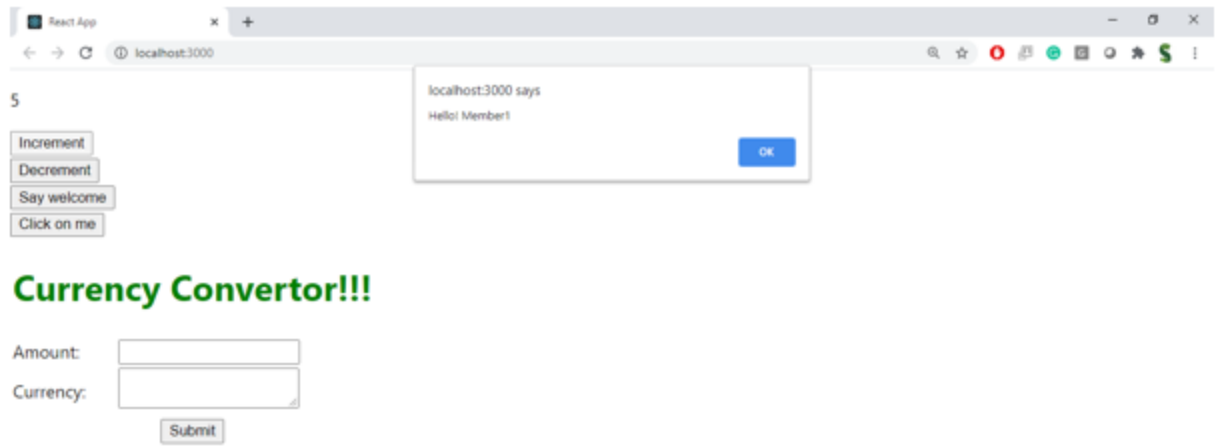 React App
localhost:3000
localhost:3000 says
Hello! Member1
OK
5
Increment
Decrement
Say welcome
Click on me
Currency Convertor!!!
Amount:
Currency:
Submit